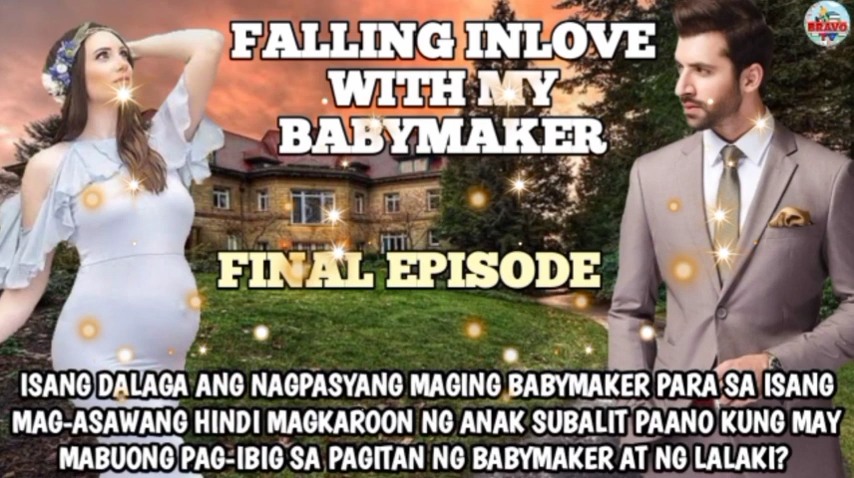 BRAVO
TV
FALLING INLOVE
WITH MY
BABYMAKER
FINAL EPISODE
ISANG DALAGA ANG NAGPASYANG MAGING BABYMAKER PARA SA ISANG
MAG-ASAWANG HINDI MAGKAROON NG ANAK SUBALIT PAANO KUNG MAY
MABUONG PAG-IBIG SA PAGITAN NG BABYMAKER AT NG LALAKI?